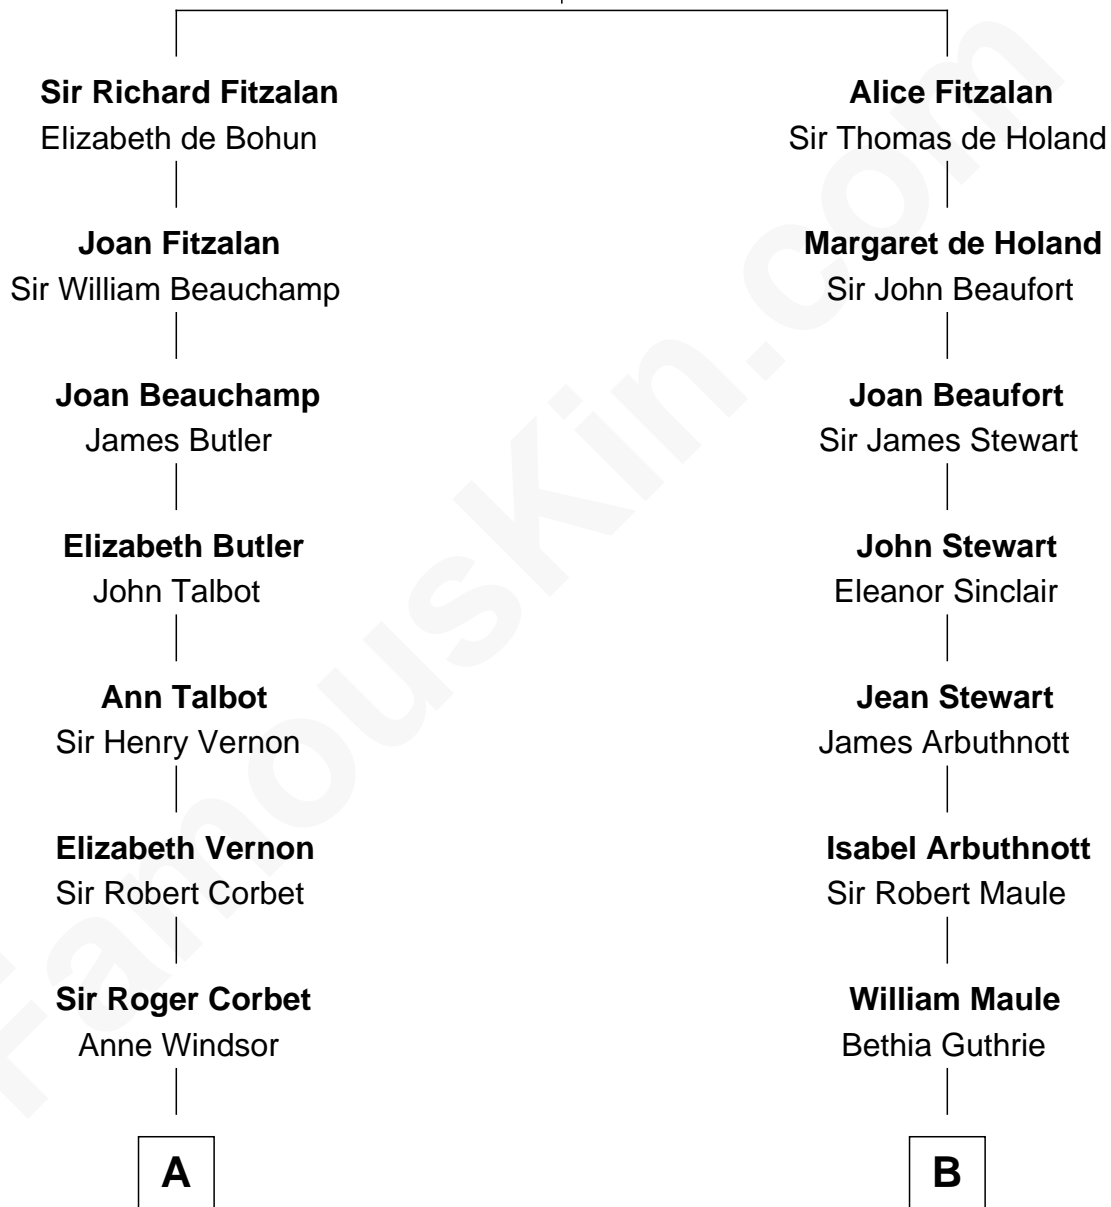 Sir Richard Fitzalan
Elizabeth de Bohun
Joan Fitzalan
Sir William Beauchamp
Joan Beauchamp
James Butler
Elizabeth Butler
John Talbot
Ann Talbot
Sir Henry Vernon
Elizabeth Vernon
Sir Robert Corbet
Sir Roger Corbet
Anne Windsor
A
Alice Fitzalan
Sir Thomas de Holand
Margaret de Holand
Sir John Beaufort
Joan Beaufort
Sir James Stewart
John Stewart
Eleanor Sinclair
Jean Stewart
James Arbuthnott
Isabel Arbuthnott
Sir Robert Maule
William Maule
Bethia Guthrie
B
FamousKin.com